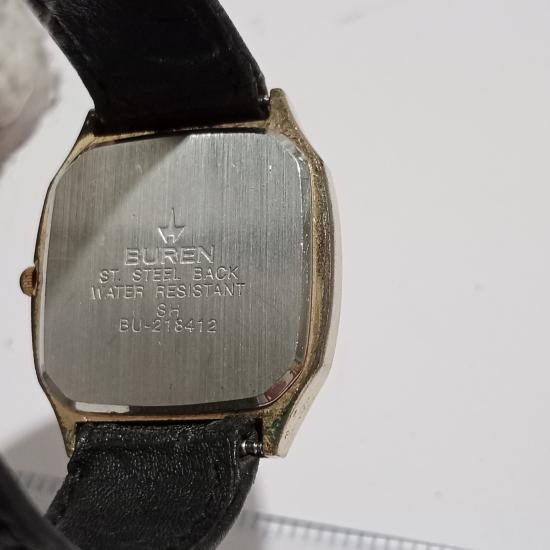 BUREN
ST. STEEL BACK
WATER RESISTANT
SH
BU-218412